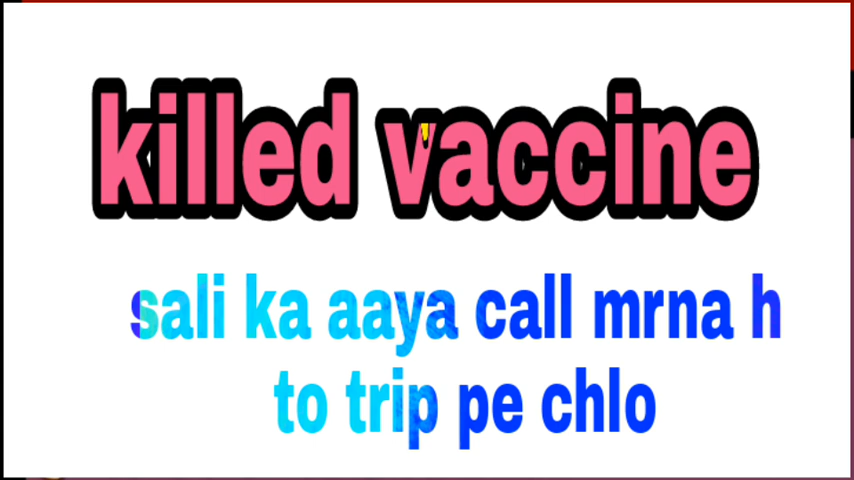 killed vaccine
sali ka aaya call mrna h
to trip pe chlo